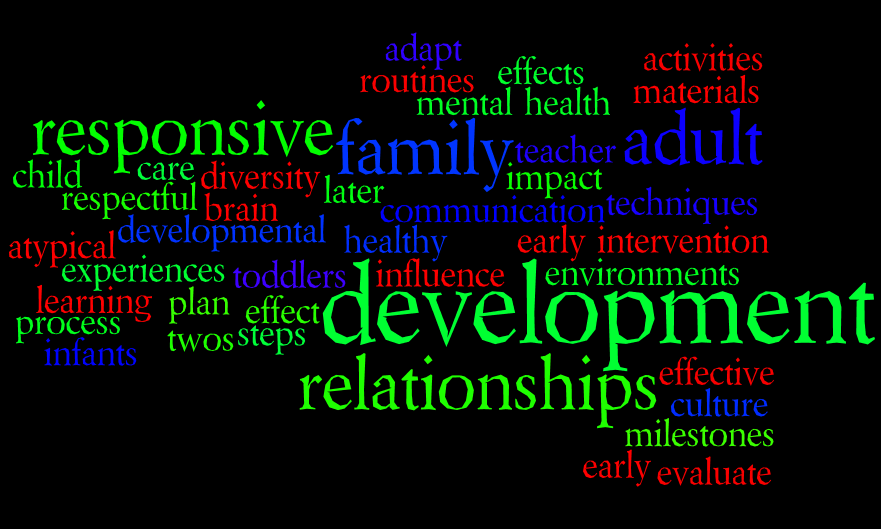 adapt
activities
routines
effects
materials
mental health
responsive
family
adult
teacher
child
care
diversity
impact
respectful
later
brain
communication
techniques
developmental
healthy
early intervention
atypical
experiences
toddlers
influence
environments
learning
plan
effect
development
process
twos
steps
infants
relationships
effective
culture
milestones
early
evaluate